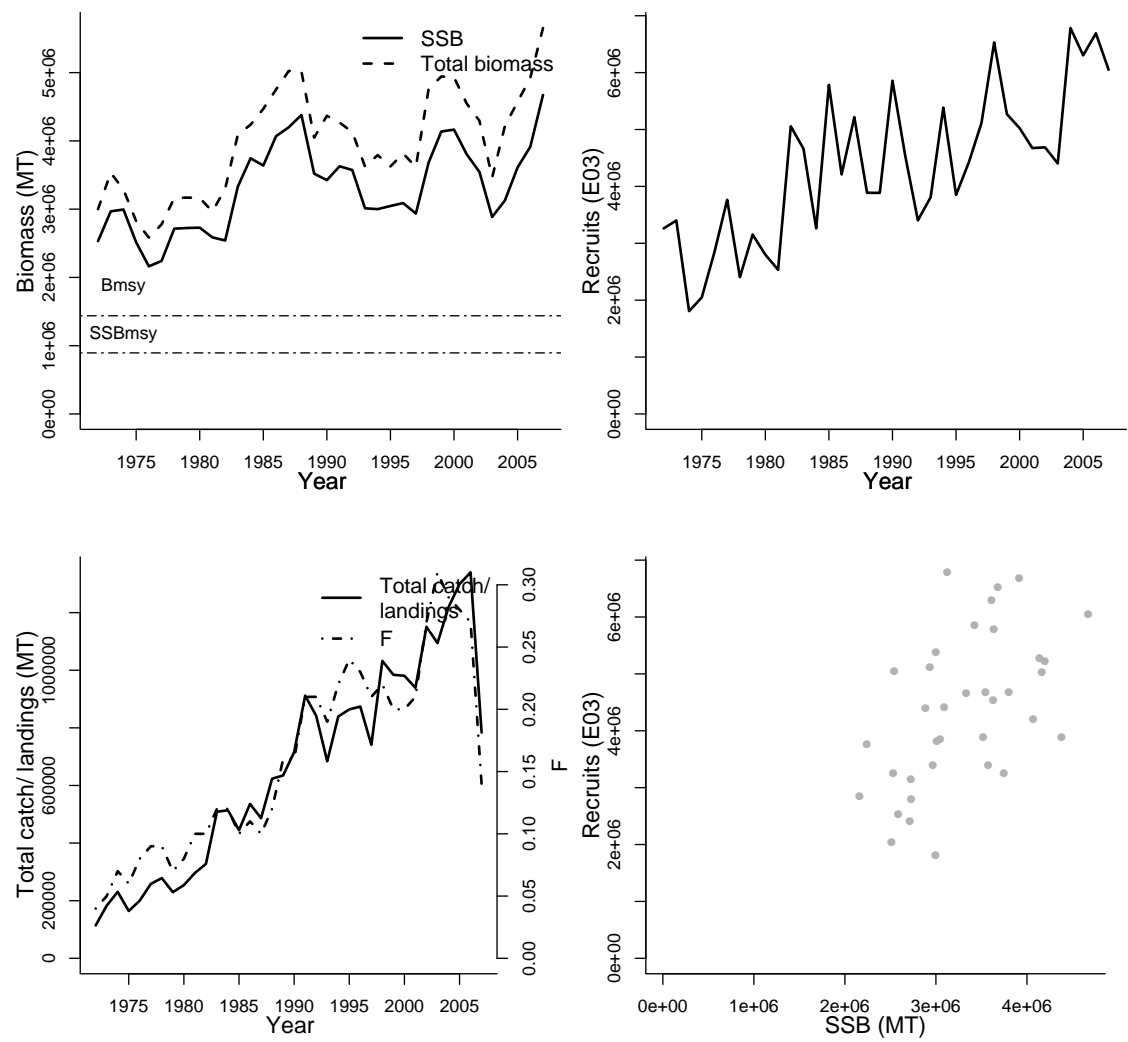 SSB
Total biomass
Biomass (MT)
0e+00 1e+06 2e+06 3e+06 4e+06 5e+06
Bmsy
SSBmsy
1975 1980 1985 1990 1995 2000 2005
Year
Recruits (E03)
0e+00 2e+06 4e+06 6e+06
1975 1980 1985 1990 1995 2000 2005
Year
Total catch/
landings
F
Total catch/ landings (MT)
0 200000 600000 1000000
0.00 0.05 0.10 0.15 0.20 0.25 0.30
F
1975 1980 1985 1990 1995 2000 2005
Year
Recruits (E03)
0e+00 2e+06 4e+06 6e+06
0e+00 1e+06 2e+06 3e+06 4e+06
SSB (MT)